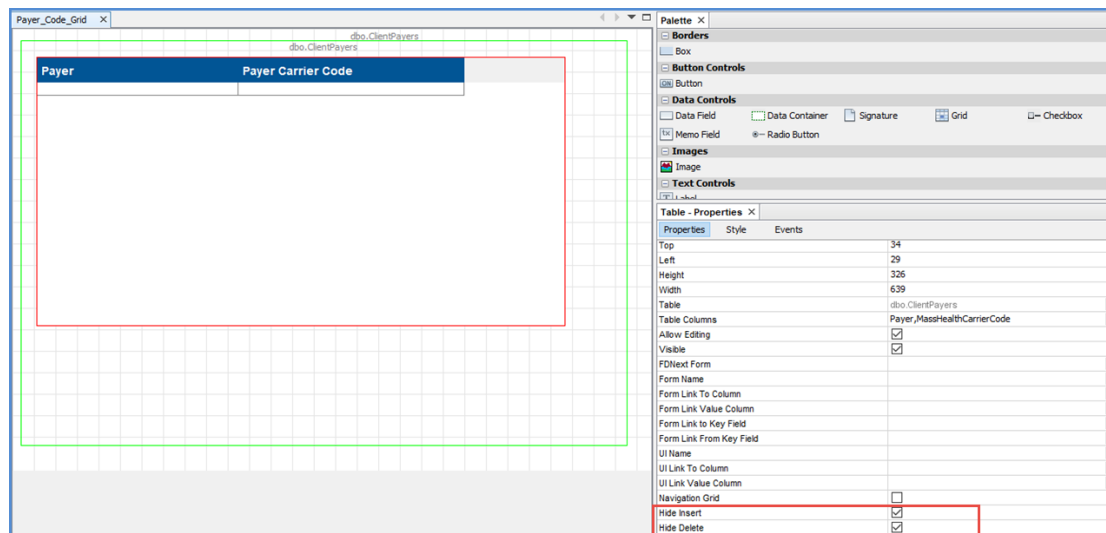 Payer_Code_Grid
dbo.ClientPayers
dbo.ClientPayers
Payer Payer Carrier Code
Palette
Borders
Box
Button Controls
ON Button
Data Controls
Data Field Data Container Signature Grid Checkbox
tx Memo Field Radio Button
Images
Image
Text Controls
T Label
Table - Properties
Properties Style Events
Top 34
Left 29
Height 326
Width 639
Table dbo.ClientPayers
Table Columns Payer,MassHealthCarrierCode
Allow Editing
Visible
FDNext Form
Form Name
Form Link To Column
Form Link Value Column
Form Link to Key Field
Form Link From Key Field
UI Name
UI Link To Column
UI Link Value Column
Navigation Grid
Hide Insert
Hide Delete